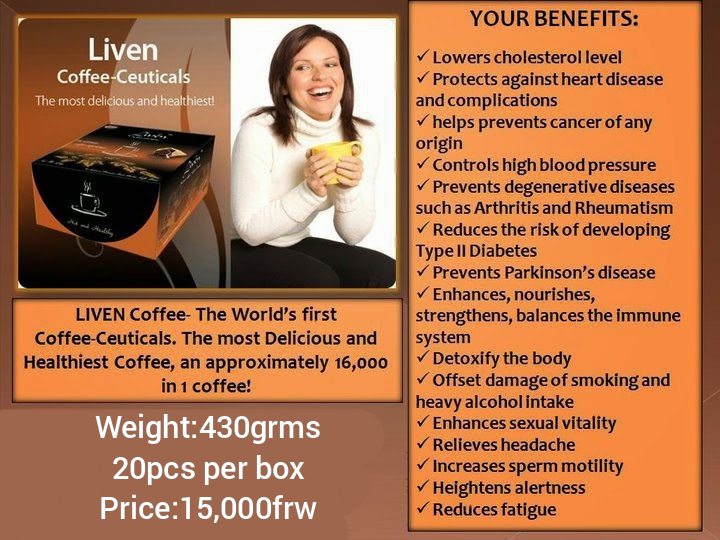 Liven
Coffee-Ceuticals
The most delicious and healthiest!
Hot and Healthy
LIVEN Coffee- The World's first
Coffee-Ceuticals. The most Delicious and
Healthiest Coffee, an approximately 16,000
in 1 coffee!
Weight:430grms
20pcs per box
Price:15,000frw
YOUR BENEFITS:
✓ Lowers cholesterol level
✓ Protects against heart disease
and complications
✓ helps prevents cancer of any
origin
✓ Controls high blood pressure
✓ Prevents degenerative diseases
such as Arthritis and Rheumatism
✓ Reduces the risk of developing
Type II Diabetes
✓ Prevents Parkinson's disease
✓ Enhances, nourishes,
strengthens, balances the immune
system
✓ Detoxify the body
✓ Offset damage of smoking and
heavy alcohol intake
✓ Enhances sexual vitality
✓ Relieves headache
✓ Increases sperm motility
✓ Heightens alertness
✓ Reduces fatigue